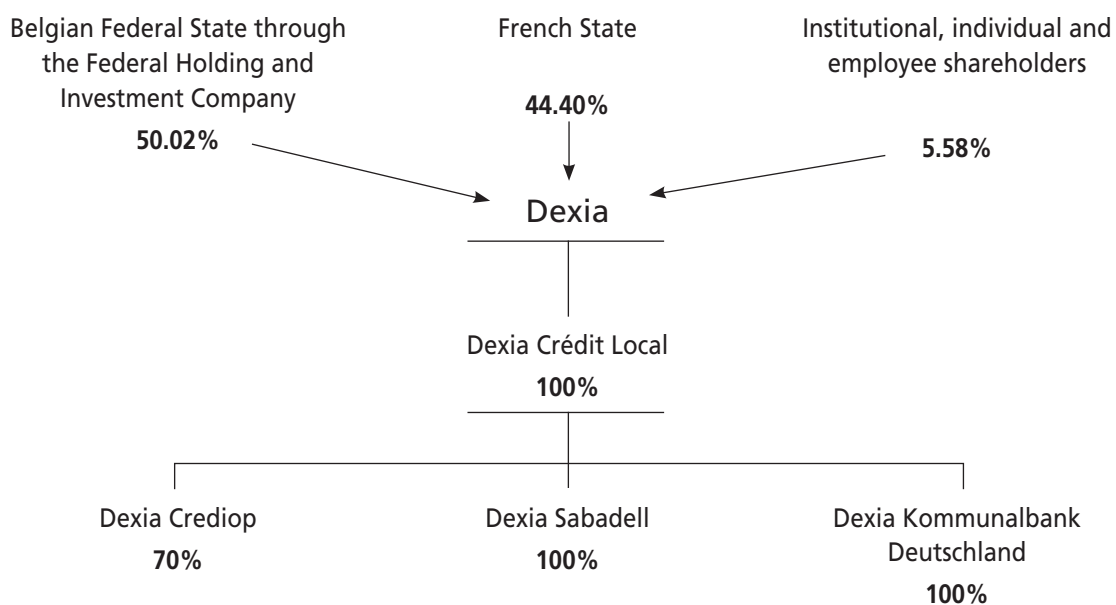 Belgian Federal State through
the Federal Holding and
Investment Company
50.02%
French State
44.40%
Institutional, individual and
employee shareholders
5.58%
Dexia
Dexia Crédit Local
100%
Dexia Crediop
70%
Dexia Sabadell
100%
Dexia Kommunalbank
Deutschland
100%